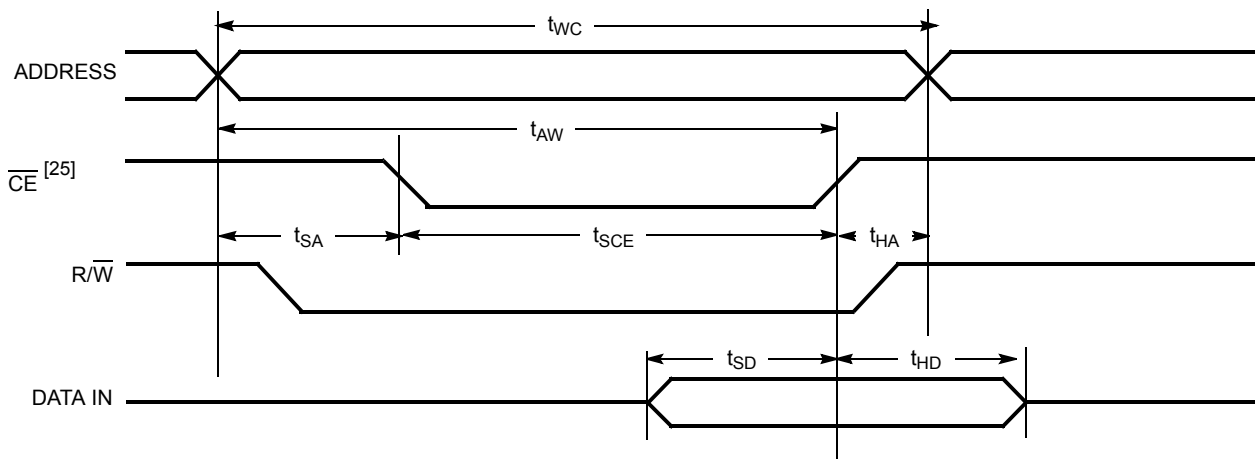 tWC
ADDRESS
tAW
CE [25]
tSA
tSCE
tHA
R/W
tSD
tHD
DATA IN